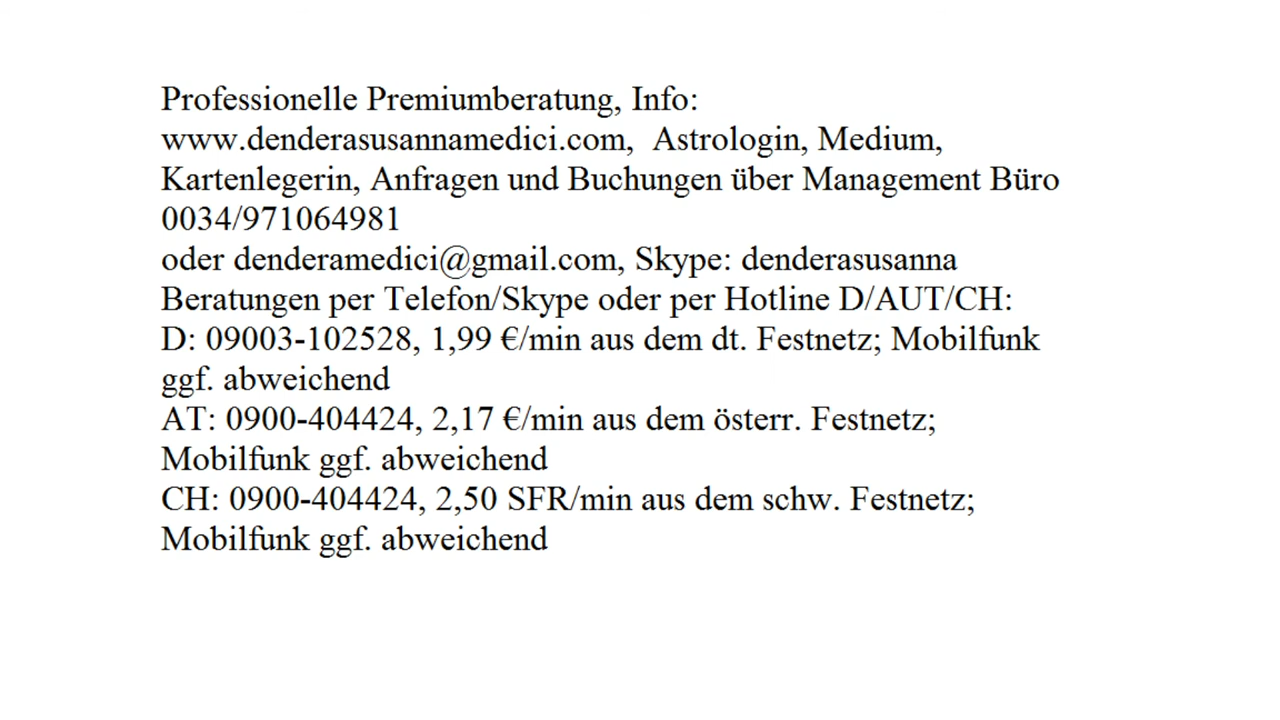 Professionelle Premiumberatung, Info:
www.denderasusannamedici.com,  Astrologin, Medium,
Kartenlegerin, Anfragen und Buchungen über Management Büro
0034/971064981
oder denderamedici@gmail.com, Skype: denderasusanna
Beratungen per Telefon/Skype oder per Hotline D/AUT/CH:
D: 09003-102528, 1,99 €/min aus dem dt. Festnetz; Mobilfunk
ggf. abweichend
AT: 0900-404424, 2,17 €/min aus dem österr. Festnetz;
Mobilfunk ggf. abweichend
CH: 0900-404424, 2,50 SFR/min aus dem schw. Festnetz;
Mobilfunk ggf. abweichend